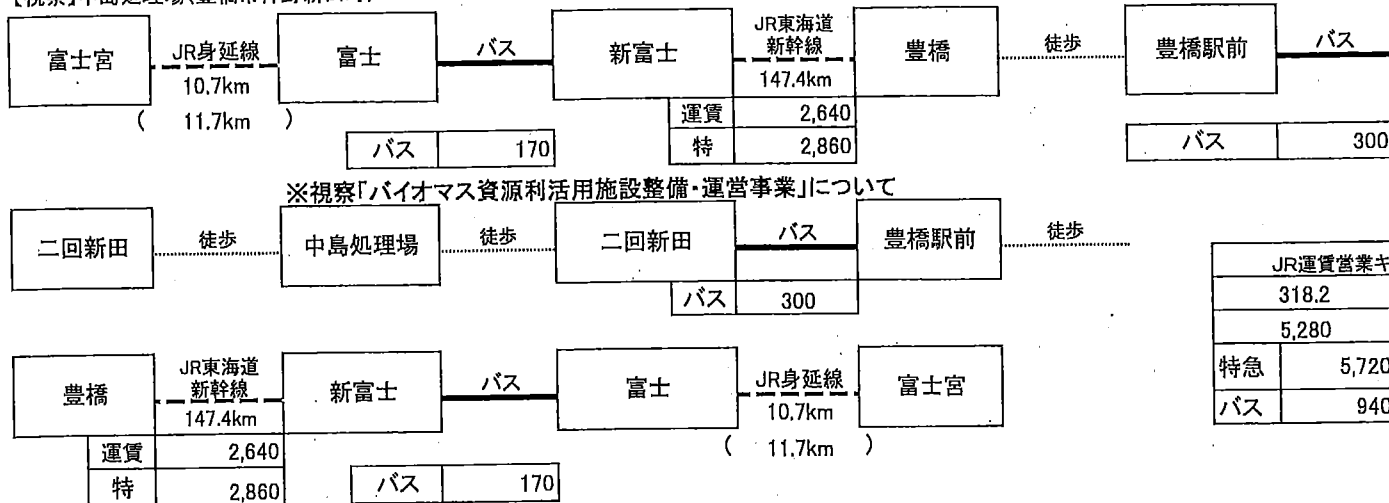 富士宮 JR身延線 富士 バス 新富士 JR東海道新幹線 豊橋 徒歩 豊橋駅前 バス
10.7km 147.4km
( 11.7km ) 運賃 2,640
バス 170 特 2,860 バス 300
※視察「バイオマス資源利活用施設整備・運営事業」について
二回新田 徒歩 中島処理場 徒歩 二回新田 バス 豊橋駅前 徒歩
バス 300
JR運賃営業キ
318.2
5,280
特急 5,720
バス 940
豊橋 JR東海道新幹線 新富士 バス 富士 JR身延線 富士宮
147.4km 10.7km
運賃 2,640 ( 11.7km )
特 2,860 バス 170